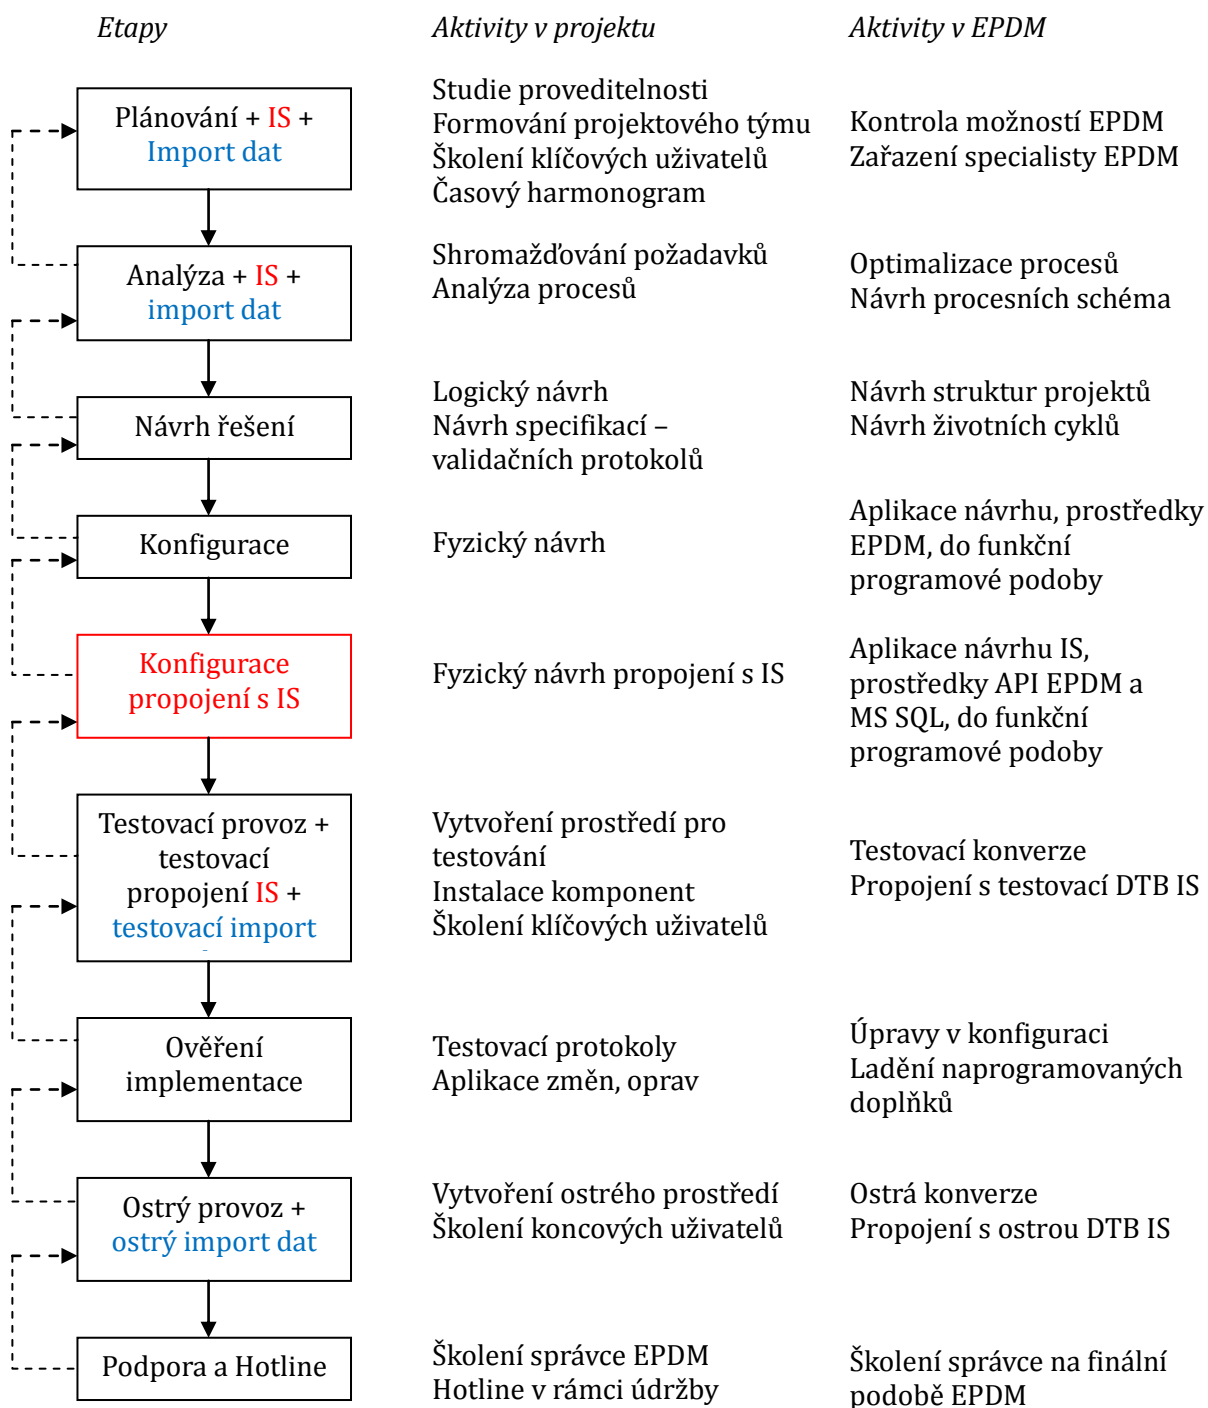 Etapy
Aktivity v projektu
Aktivity v EPDM
Plánování + IS +
Import dat
Studie proveditelnosti
Formování projektového týmu
Školení klíčových uživatelů
Časový harmonogram
Kontrola možností EPDM
Zařazení specialisty EPDM
Analýza + IS +
import dat
Shromažďování požadavků
Analýza procesů
Optimalizace procesů
Návrh procesních schéma
Návrh řešení
Logický návrh
Návrh specifikací –
validačních protokolů
Návrh struktur projektů
Návrh životních cyklů
Konfigurace
Fyzický návrh
Aplikace návrhu, prostředky
EPDM, do funkční
programové podoby
Konfigurace
propojení s IS
Fyzický návrh propojení s IS
Aplikace návrhu IS,
prostředky API EPDM a
MS SQL, do funkční
programové podoby
Testovací provoz +
testovací
propojení IS +
testovací import
Vytvoření prostředí pro
testování
Instalace komponent
Školení klíčových uživatelů
Testovací konverze
Propojení s testovací DTB IS
Ověření
implementace
Testovací protokoly
Aplikace změn, oprav
Úpravy v konfiguraci
Ladění naprogramovaných
doplňků
Ostrý provoz +
ostrý import dat
Vytvoření ostrého prostředí
Školení koncových uživatelů
Ostrá konverze
Propojení s ostrou DTB IS
Podpora a Hotline
Školení správce EPDM
Hotline v rámci údržby
Školení správce na finální
podobě EPDM